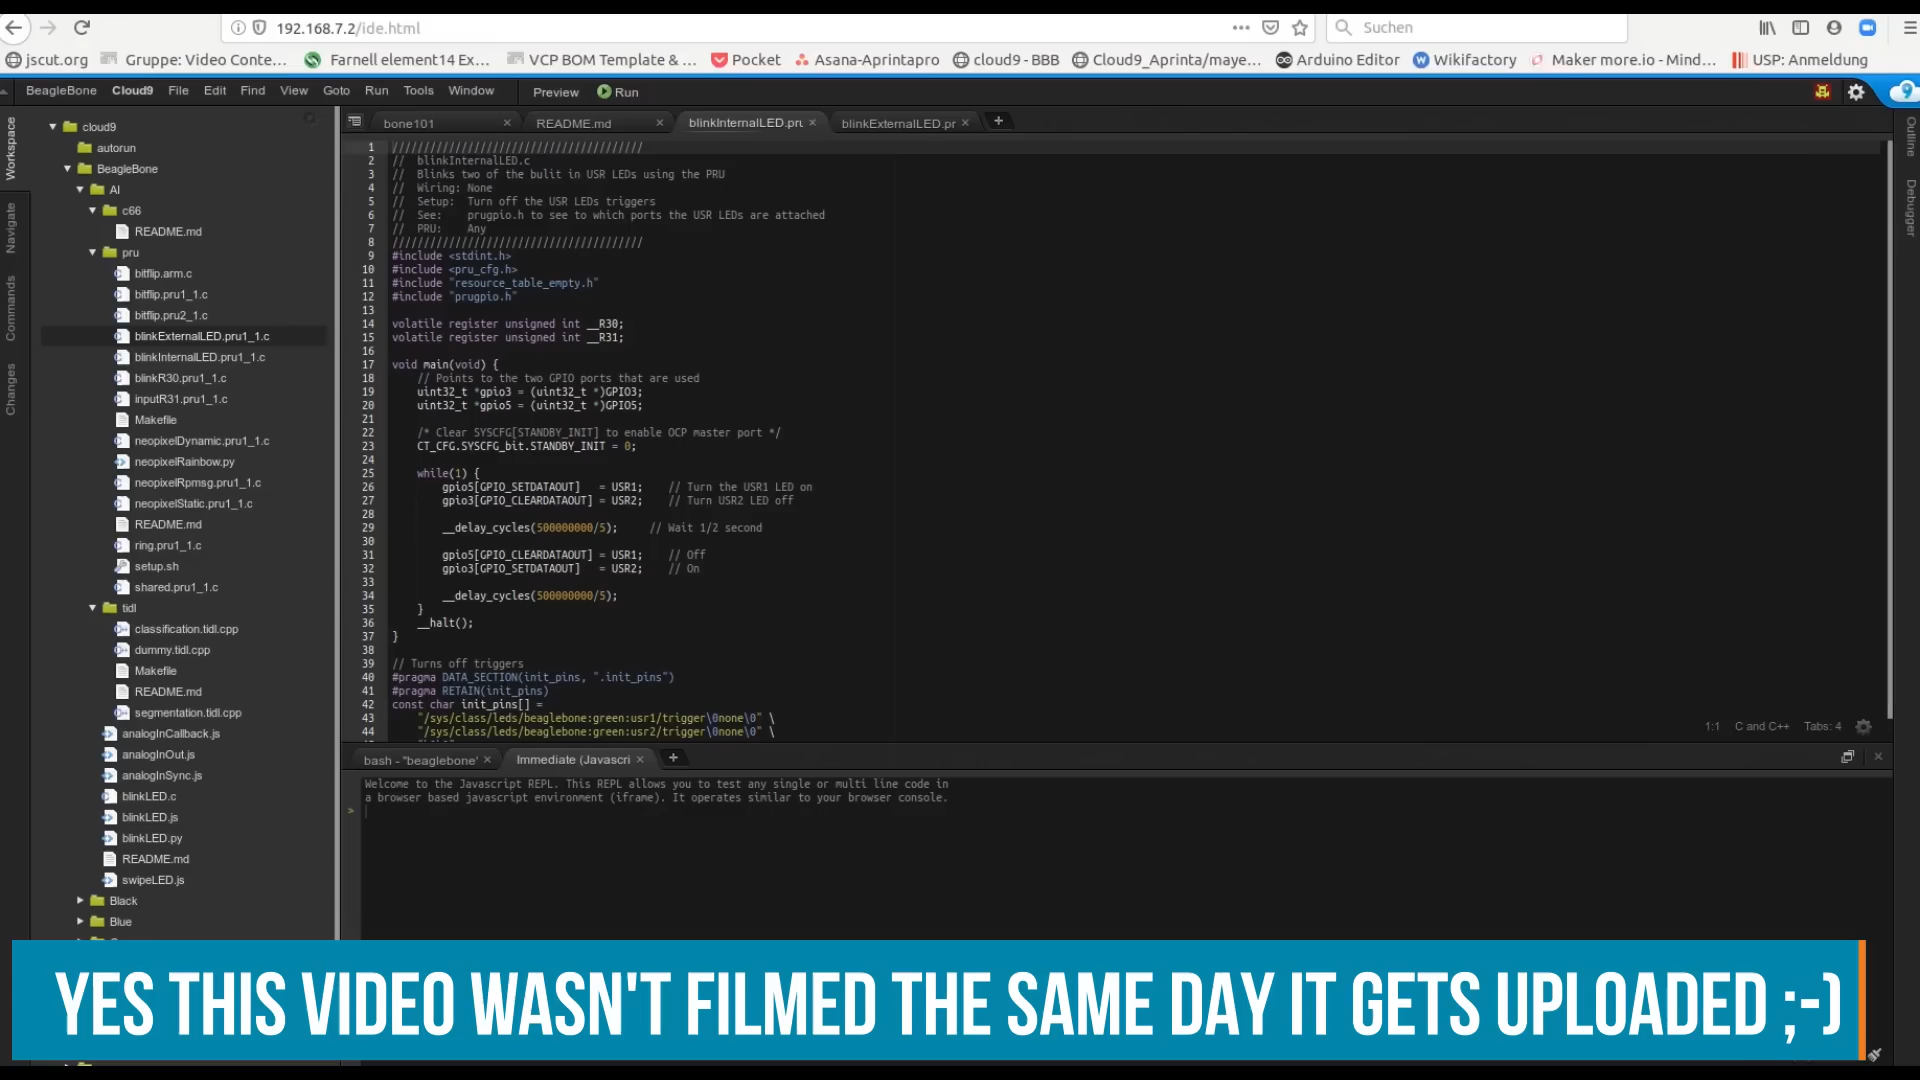 192.168.7.2/ide.html
Suchen
jscut.org
Gruppe: Video Conte...
Farnell element14 Ex...
VCP BOM Template & ...
Pocket
Asana-Aprintapro
cloud9 - BBB
Cloud9_Aprinta/maye...
Arduino Editor
Wikifactory
Maker more.io - Mind...
USP: Anmeldung
BeagleBone Cloud9 File Edit Find View Goto Run Tools Window Preview Run
Workspace
Navigate
Commands
Changes
Outline
Debugger
cloud9
autorun
BeagleBone
AI
c66
README.md
pru
bitflip.arm.c
bitflip.pru1_1.c
bitflip.pru2_1.c
blinkExternalLED.pru1_1.c
blinkInternalLED.pru1_1.c
blinkR30.pru1_1.c
inputR31.pru1_1.c
Makefile
neopixelDynamic.pru1_1.c
neopixelRainbow.py
neopixelRpmsg.pru1_1.c
neopixelStatic.pru1_1.c
README.md
ring.pru1_1.c
setup.sh
shared.pru1_1.c
tidl
classification.tidl.cpp
dummy.tidl.cpp
Makefile
README.md
segmentation.tidl.cpp
analogInCallback.js
analogInOut.js
analogInSync.js
blinkLED.c
blinkLED.js
blinkLED.py
README.md
swipeLED.js
Black
Blue
bone101
README.md
blinkInternalLED.pru
blinkExternalLED.pr
1 ////////////////////////////////////////
2 //  blinkInternalLED.c
3 //  Blinks two of the bulit in USR LEDs using the PRU
4 //  Wiring: None
5 //  Setup:  Turn off the USR LEDs triggers
6 //  See:    prugpio.h to see to which ports the USR LEDs are attached
7 //  PRU:    Any
8 ////////////////////////////////////////
9 #include <stdint.h>
10 #include <pru_cfg.h>
11 #include "resource_table_empty.h"
12 #include "prugpio.h"
13
14 volatile register unsigned int __R30;
15 volatile register unsigned int __R31;
16
17 void main(void) {
18     // Points to the two GPIO ports that are used
19     uint32_t *gpio3 = (uint32_t *)GPIO3;
20     uint32_t *gpio5 = (uint32_t *)GPIO5;
21
22     /* Clear SYSCFG[STANDBY_INIT] to enable OCP master port */
23     CT_CFG.SYSCFG_bit.STANDBY_INIT = 0;
24
25     while(1) {
26         gpio5[GPIO_SETDATAOUT]   = USR1;    // Turn the USR1 LED on
27         gpio3[GPIO_CLEARDATAOUT] = USR2;    // Turn USR2 LED off
28
29         __delay_cycles(500000000/5);     // Wait 1/2 second
30
31         gpio5[GPIO_CLEARDATAOUT] = USR1;    // Off
32         gpio3[GPIO_SETDATAOUT]   = USR2;    // On
33
34         __delay_cycles(500000000/5);
35     }
36     __halt();
37 }
38
39 // Turns off triggers
40 #pragma DATA_SECTION(init_pins, ".init_pins")
41 #pragma RETAIN(init_pins)
42 const char init_pins[] =
43     "/sys/class/leds/beaglebone:green:usr1/trigger\0none\0" \
44     "/sys/class/leds/beaglebone:green:usr2/trigger\0none\0" \
1:1 C and C++ Tabs: 4
bash - "beaglebone"
Immediate (Javascri
Welcome to the Javascript REPL. This REPL allows you to test any single or multi line code in
a browser based javascript environment (iframe). It operates similar to your browser console.
>
YES THIS VIDEO WASN'T FILMED THE SAME DAY IT GETS UPLOADED ;-)